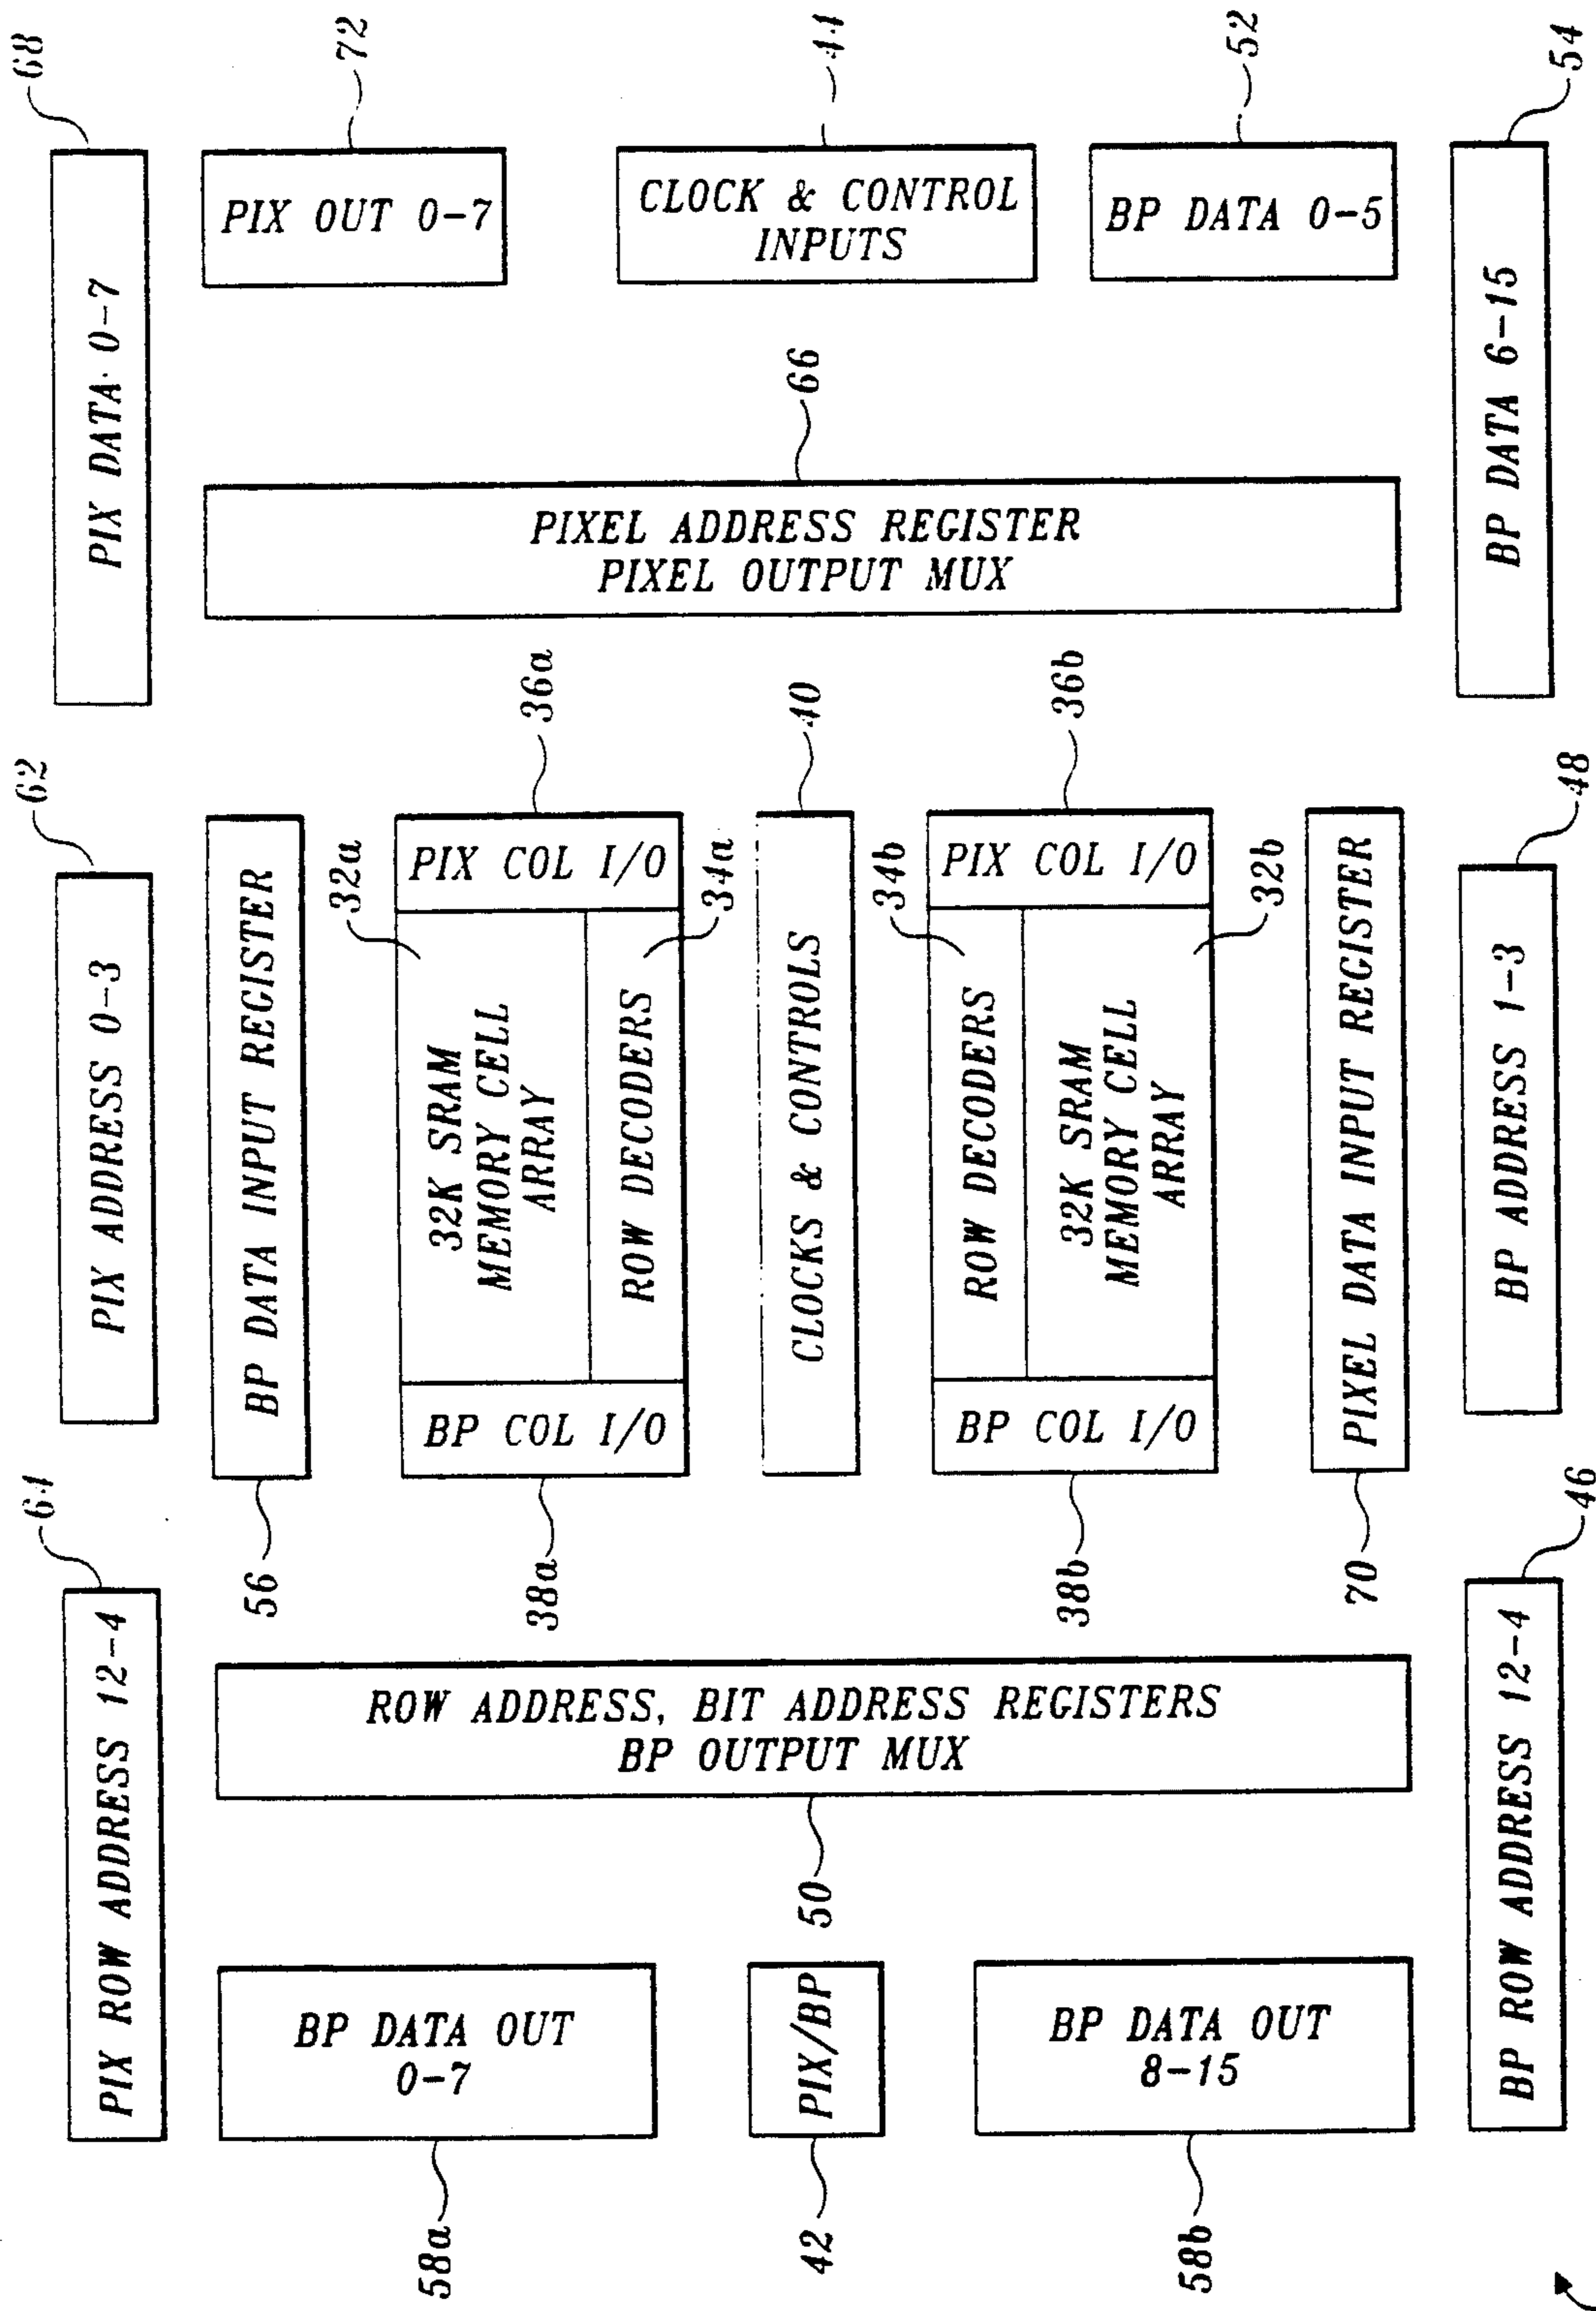 68
72
44
52
54
PIX DATA 0-7
PIX OUT 0-7
CLOCK & CONTROL
INPUTS
BP DATA 0-5
BP DATA 6-15
66
PIXEL ADDRESS REGISTER
PIXEL OUTPUT MUX
62
36a
40
36b
48
PIX ADDRESS 0-3
BP DATA INPUT REGISTER
32a
PIX COL I/O
34a
32K SRAM
MEMORY CELL
ARRAY
ROW DECODERS
BP COL I/O
CLOCKS & CONTROLS
34b
PIX COL I/O
32b
ROW DECODERS
32K SRAM
MEMORY CELL
ARRAY
BP COL I/O
PIXEL DATA INPUT REGISTER
BP ADDRESS 1-3
64
56
38a
38b
70
46
PIX ROW ADDRESS 12-4
ROW ADDRESS, BIT ADDRESS REGISTERS
BP OUTPUT MUX
50
BP DATA OUT
0-7
PIX/BP
BP DATA OUT
8-15
BP ROW ADDRESS 12-4
58a
42
58b